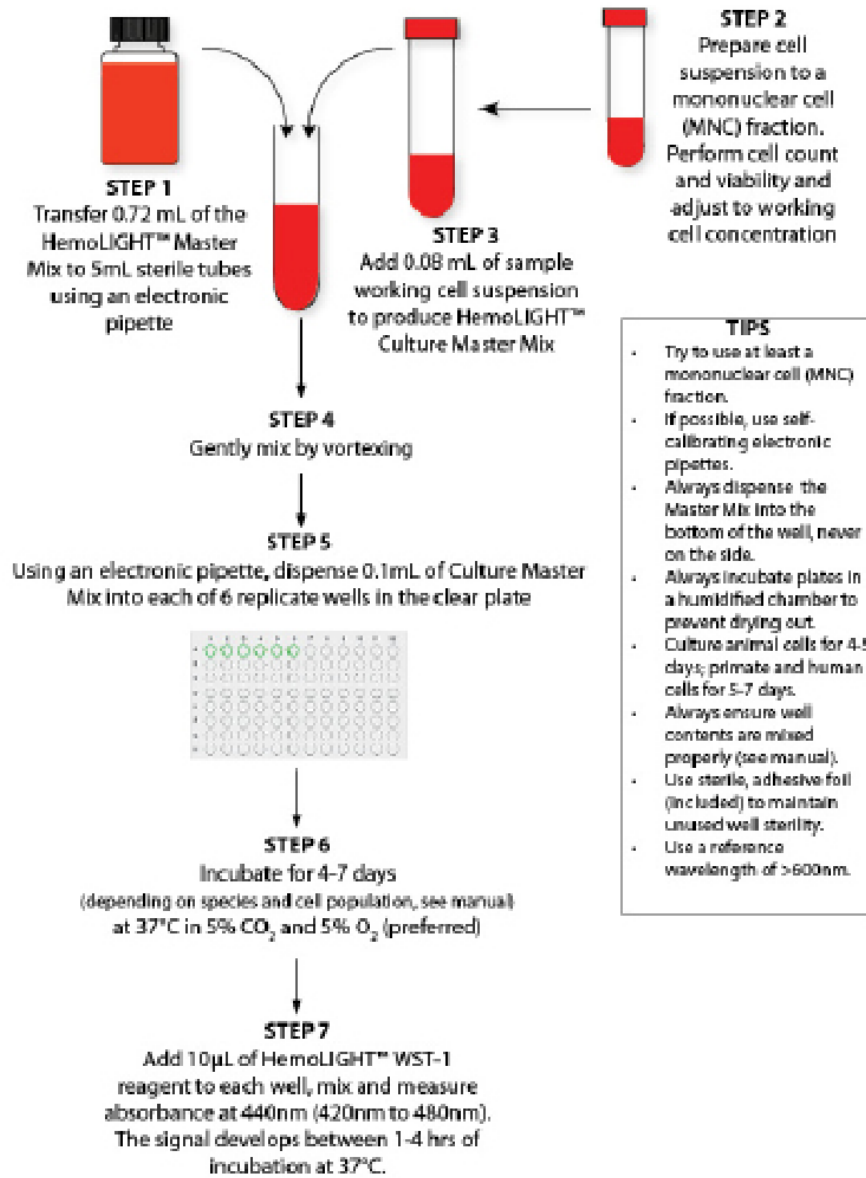 STEP 1
Transfer 0.72 mL of the
HemoLIGHT™ Master
Mix to 5mL sterile tubes
using an electronic
pipette
STEP 2
Prepare cell
suspension to a
mononuclear cell
(MNC) fraction.
Perform cell count
and viability and
adjust to working
cell concentration
STEP 3
Add 0.08 mL of sample
working cell suspension
to produce HemoLIGHT™
Culture Master Mix
STEP 4
Gently mix by vortexing
STEP 5
Using an electronic pipette, dispense 0.1mL of Culture Master
Mix into each of 6 replicate wells in the clear plate
STEP 6
Incubate for 4-7 days
(depending on species and cell population, see manual)
at 37°C in 5% CO₂ and 5% O₂ (preferred)
STEP 7
Add 10µL of HemoLIGHT™ WST-1
reagent to each well, mix and measure
absorbance at 440nm (420nm to 480nm).
The signal develops between 1-4 hrs of
incubation at 37°C.
TIPS
• Try to use at least a
mononuclear cell (MNC)
fraction.
• If possible, use self-
calibrating electronic
pipettes.
• Always dispense the
Master Mix into the
bottom of the well, never
on the side.
• Always incubate plates in
a humidified chamber to
prevent drying out.
• Culture animal cells for 4-5
days; primate and human
cells for 5-7 days.
• Always ensure well
contents are mixed
properly (see manual).
• Use sterile, adhesive foil
(included) to maintain
unused well sterility.
• Use a reference
wavelength of >600nm.